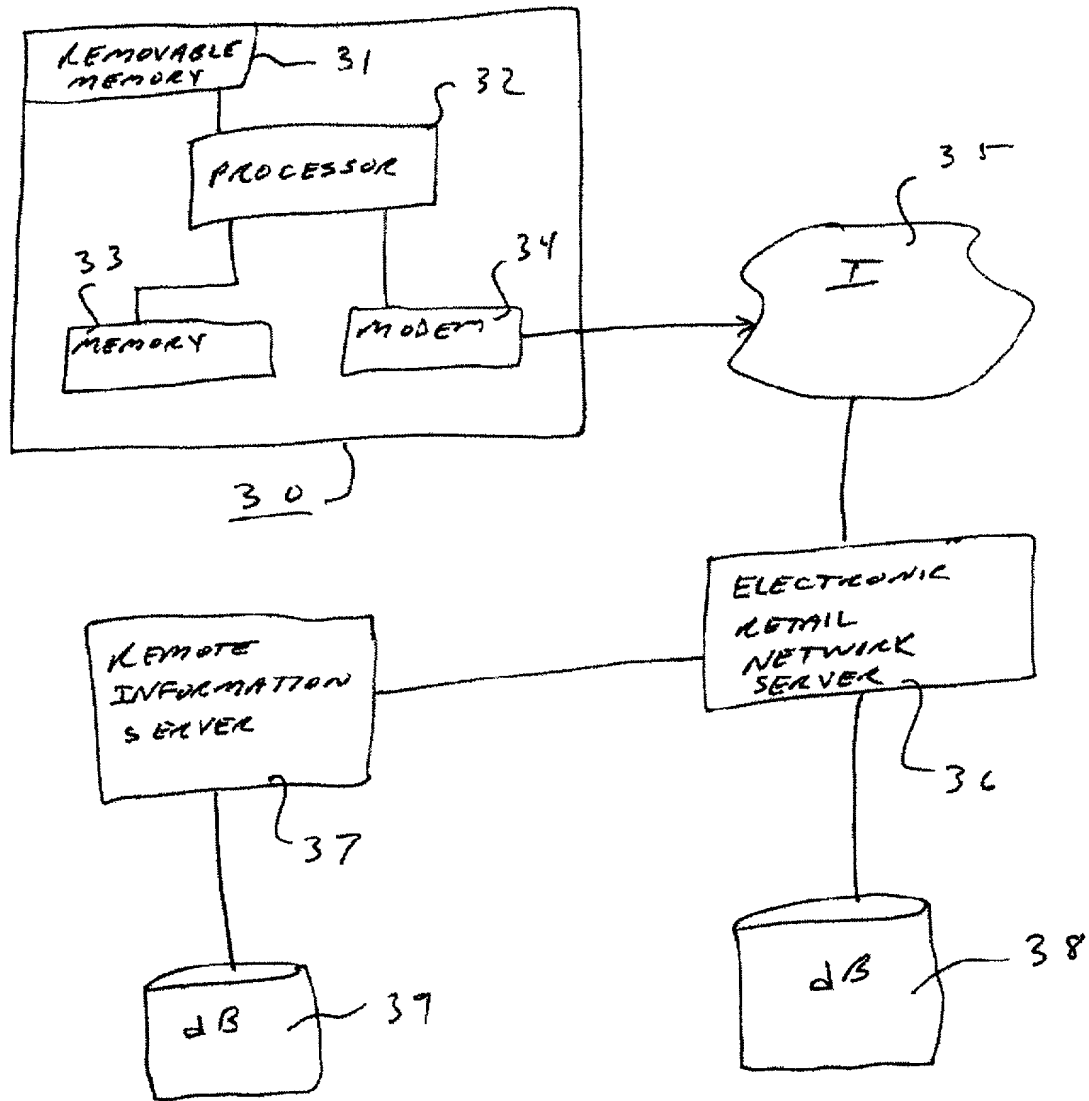 REMOVABLE
MEMORY
31
32
PROCESSOR
35
I
33
34
MEMORY
MODEM
30
ELECTRONIC
RETAIL
NETWORK
SERVER
36
REMOTE
INFORMATION
SERVER
37
dB
38
dB
39